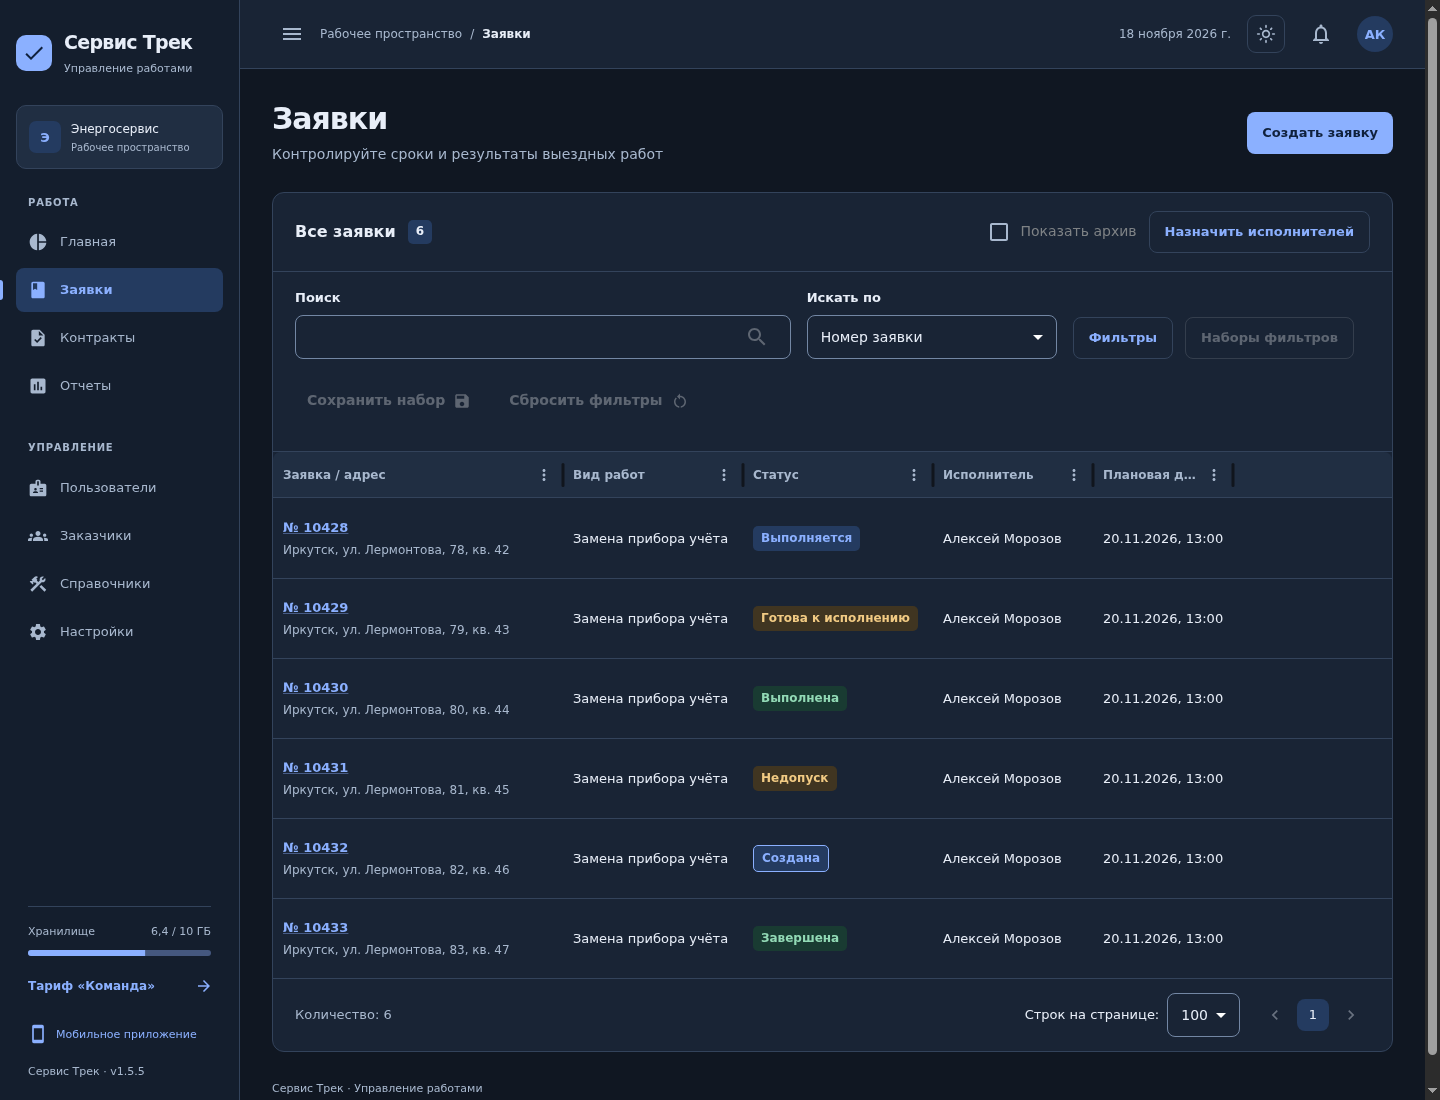 Сервис Трек
Управление работами
Э
Энергосервис
Рабочее пространство
РАБОТА
Главная
Заявки
Контракты
Отчеты
УПРАВЛЕНИЕ
Пользователи
Заказчики
Справочники
Настройки
Хранилище 6,4 / 10 ГБ
Тариф «Команда»
Мобильное приложение
Сервис Трек · v1.5.5
Рабочее пространство / Заявки
18 ноября 2026 г.
АК
Заявки
Контролируйте сроки и результаты выездных работ
Создать заявку
Все заявки 6
Показать архив
Назначить исполнителей
Поиск
Искать по
Номер заявки
Фильтры
Наборы фильтров
Сохранить набор
Сбросить фильтры
Заявка / адрес Вид работ Статус Исполнитель Плановая д...
№ 10428
Иркутск, ул. Лермонтова, 78, кв. 42
Замена прибора учёта Выполняется Алексей Морозов 20.11.2026, 13:00
№ 10429
Иркутск, ул. Лермонтова, 79, кв. 43
Замена прибора учёта Готова к исполнению Алексей Морозов 20.11.2026, 13:00
№ 10430
Иркутск, ул. Лермонтова, 80, кв. 44
Замена прибора учёта Выполнена Алексей Морозов 20.11.2026, 13:00
№ 10431
Иркутск, ул. Лермонтова, 81, кв. 45
Замена прибора учёта Недопуск Алексей Морозов 20.11.2026, 13:00
№ 10432
Иркутск, ул. Лермонтова, 82, кв. 46
Замена прибора учёта Создана Алексей Морозов 20.11.2026, 13:00
№ 10433
Иркутск, ул. Лермонтова, 83, кв. 47
Замена прибора учёта Завершена Алексей Морозов 20.11.2026, 13:00
Количество: 6
Строк на странице: 100
1
Сервис Трек · Управление работами